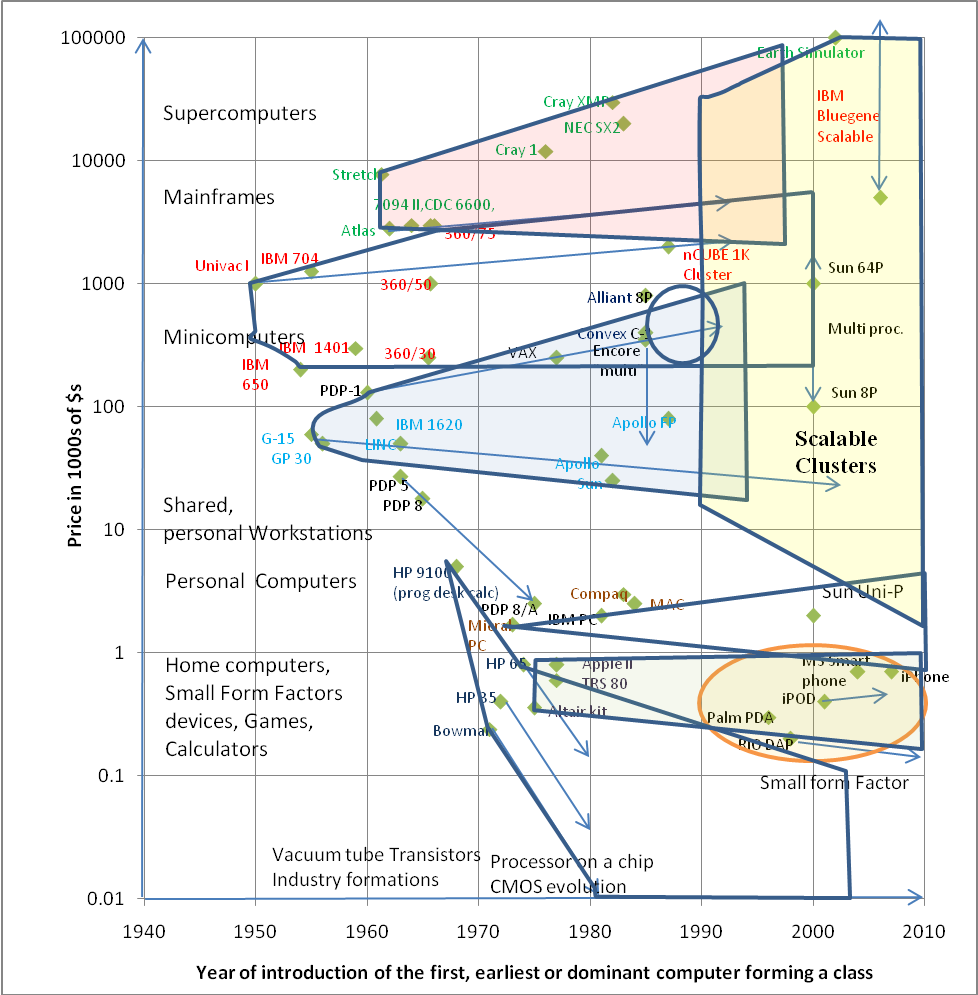 100000
10000
1000
100
10
1
0.1
0.01
Price in 1000s of $s
Earth Simulator
Supercomputers
Cray XMP
NEC SX2
Cray 1
IBM
Bluegene
Scalable
Stretch
Mainframes
7094 II,CDC 6600,
Atlas
360/75
Univac I
IBM 704
nCUBE 1K
Cluster
Sun 64P
360/50
Alliant 8P
Minicomputers
Convex C-1
Multi proc.
IBM 1401
360/30
VAX
Encore
multi
IBM
650
PDP-1
Sun 8P
G-15
GP 30
LINC
IBM 1620
Apollo FP
Scalable
Clusters
Apollo
Sun
PDP 5
PDP 8
Shared,
personal Workstations
Personal Computers
HP 9100
(prog desk calc)
PDP 8/A
Compaq
MAC
IBM PC
Micral
PC
Sun Uni-P
Home computers,
Small Form Factors
devices, Games,
Calculators
HP 65
Apple II
TRS 80
HP 35
Altair kit
Bowmar
MS Smart
phone
iPhone
iPOD
Palm PDA
RIO DAP
Small form Factor
Vacuum tube Transistors
Industry formations
Processor on a chip
CMOS evolution
1940 1950 1960 1970 1980 1990 2000 2010
Year of introduction of the first, earliest or dominant computer forming a class